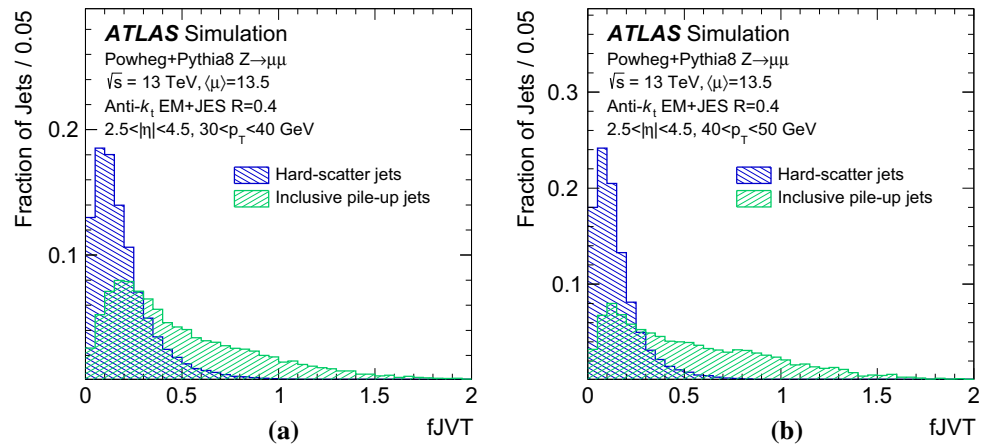 ATLAS Simulation
Powheg+Pythia8 Z→μμ
√s = 13 TeV, ⟨μ⟩=13.5
Anti-kt EM+JES R=0.4
2.5<|η|<4.5, 30<pT<40 GeV
Hard-scatter jets
Inclusive pile-up jets
Fraction of Jets / 0.05
0.2
0.1
0
0.5
1
1.5
2
fJVT
(a)
ATLAS Simulation
Powheg+Pythia8 Z→μμ
√s = 13 TeV, ⟨μ⟩=13.5
Anti-kt EM+JES R=0.4
2.5<|η|<4.5, 40<pT<50 GeV
Hard-scatter jets
Inclusive pile-up jets
Fraction of Jets / 0.05
0.3
0.2
0.1
0
0.5
1
1.5
2
fJVT
(b)